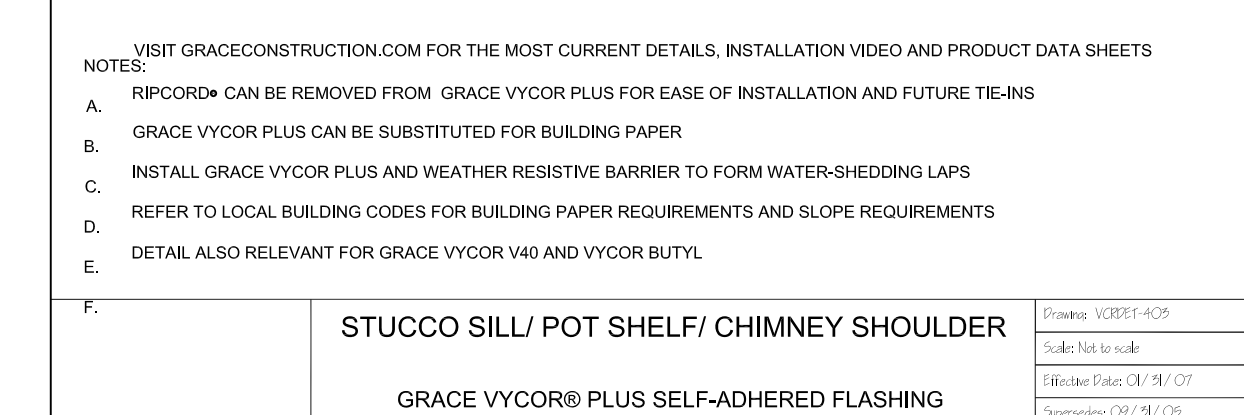 VISIT GRACECONSTRUCTION.COM FOR THE MOST CURRENT DETAILS, INSTALLATION VIDEO AND PRODUCT DATA SHEETS
NOTES:
RIPCORD® CAN BE REMOVED FROM GRACE VYCOR PLUS FOR EASE OF INSTALLATION AND FUTURE TIE-INS
A.
GRACE VYCOR PLUS CAN BE SUBSTITUTED FOR BUILDING PAPER
B.
INSTALL GRACE VYCOR PLUS AND WEATHER RESISTIVE BARRIER TO FORM WATER-SHEDDING LAPS
C.
REFER TO LOCAL BUILDING CODES FOR BUILDING PAPER REQUIREMENTS AND SLOPE REQUIREMENTS
D.
DETAIL ALSO RELEVANT FOR GRACE VYCOR V40 AND VYCOR BUTYL
E.
F.
STUCCO SILL/ POT SHELF/ CHIMNEY SHOULDER
GRACE VYCOR® PLUS SELF-ADHERED FLASHING
Drawing: VCRDET-403
Scale: Not to scale
Effective Date: 01/31/07
Supersedes: 09/31/05